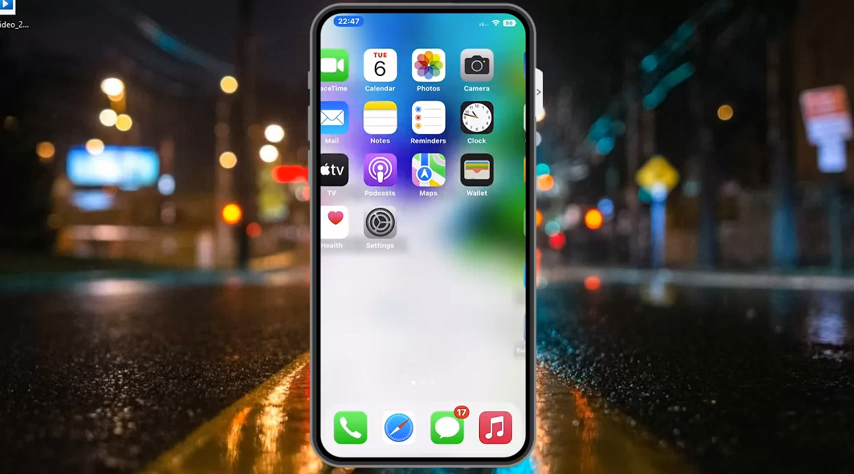 ideo_2...
22:47
68
TUE
6
aceTime
Calendar
Photos
Camera
Mail
Notes
Reminders
Clock
tv
TV
Podcasts
Maps
Wallet
Health
Settings
17